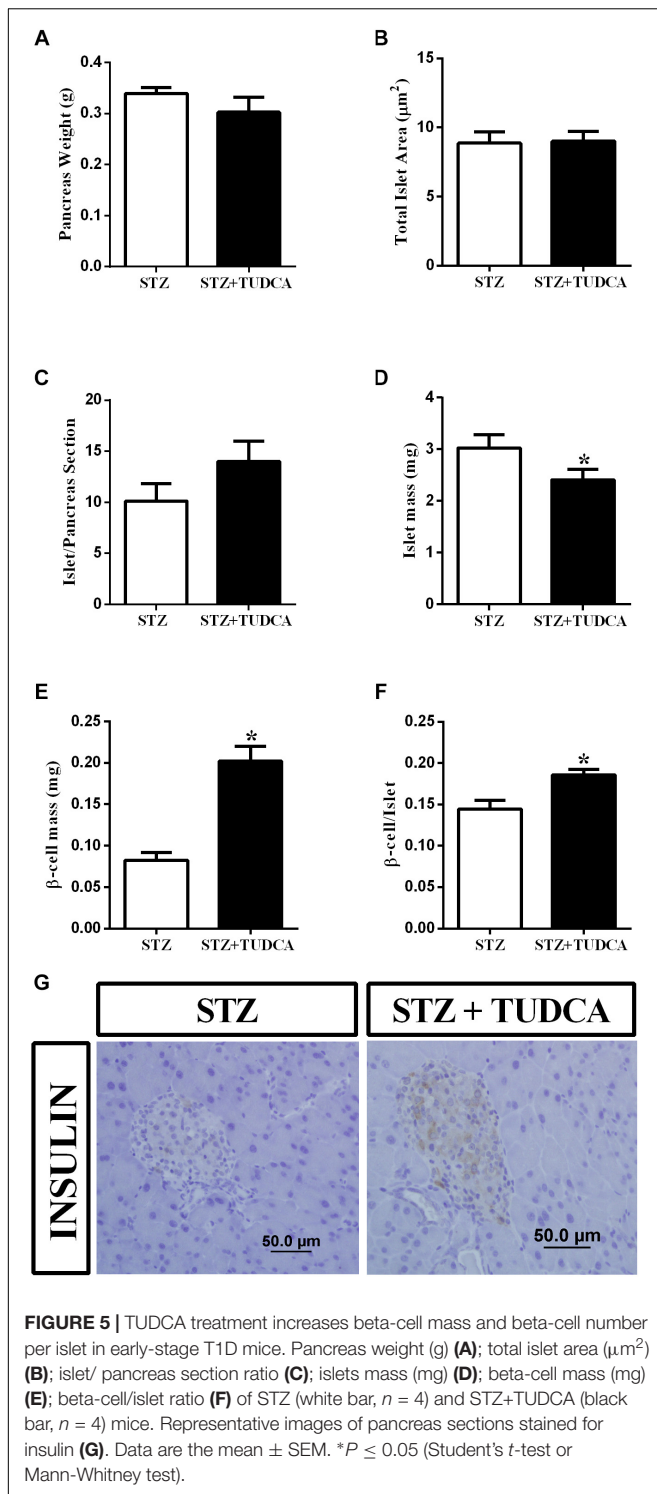 A
Pancreas Weight (g)
0.4
0.3
0.2
0.1
0.0
STZ
STZ+TUDCA
B
Total Islet Area (μm²)
15
10
5
0
STZ
STZ+TUDCA
C
Islet/Pancreas Section
20
15
10
5
0
STZ
STZ+TUDCA
D
Islet mass (mg)
4
3
2
1
0
*
STZ
STZ+TUDCA
E
β-cell mass (mg)
0.25
0.20
0.15
0.10
0.05
0.00
*
STZ
STZ+TUDCA
F
β-cell/Islet
0.25
0.20
0.15
0.10
0.05
0.00
*
STZ
STZ+TUDCA
G
STZ
STZ + TUDCA
INSULIN
50.0 μm
50.0 μm
FIGURE 5 | TUDCA treatment increases beta-cell mass and beta-cell number
per islet in early-stage T1D mice. Pancreas weight (g) (A); total islet area (μm²)
(B); islet/ pancreas section ratio (C); islets mass (mg) (D); beta-cell mass (mg)
(E); beta-cell/islet ratio (F) of STZ (white bar, n = 4) and STZ+TUDCA (black
bar, n = 4) mice. Representative images of pancreas sections stained for
insulin (G). Data are the mean ± SEM. *P ≤ 0.05 (Student's t-test or
Mann-Whitney test).